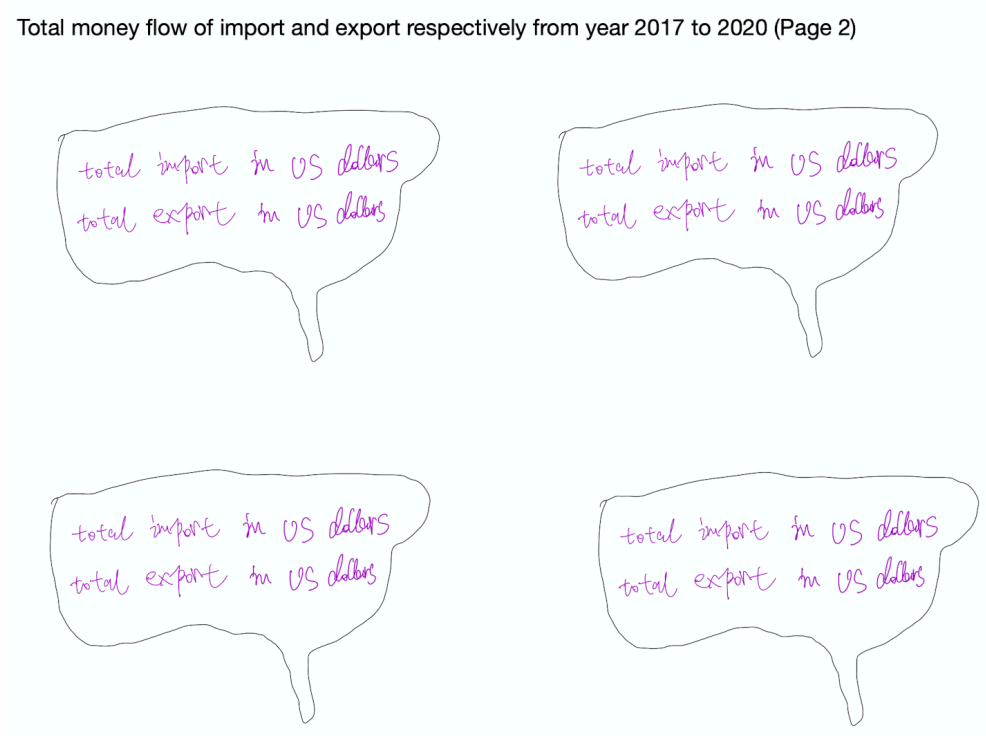 Total money flow of import and export respectively from year 2017 to 2020 (Page 2)
total import in US dollars
total export in US dollars
total import in US dollars
total export in US dollars
total import in US dollars
total export in US dollars
total import in US dollars
total export in US dollars